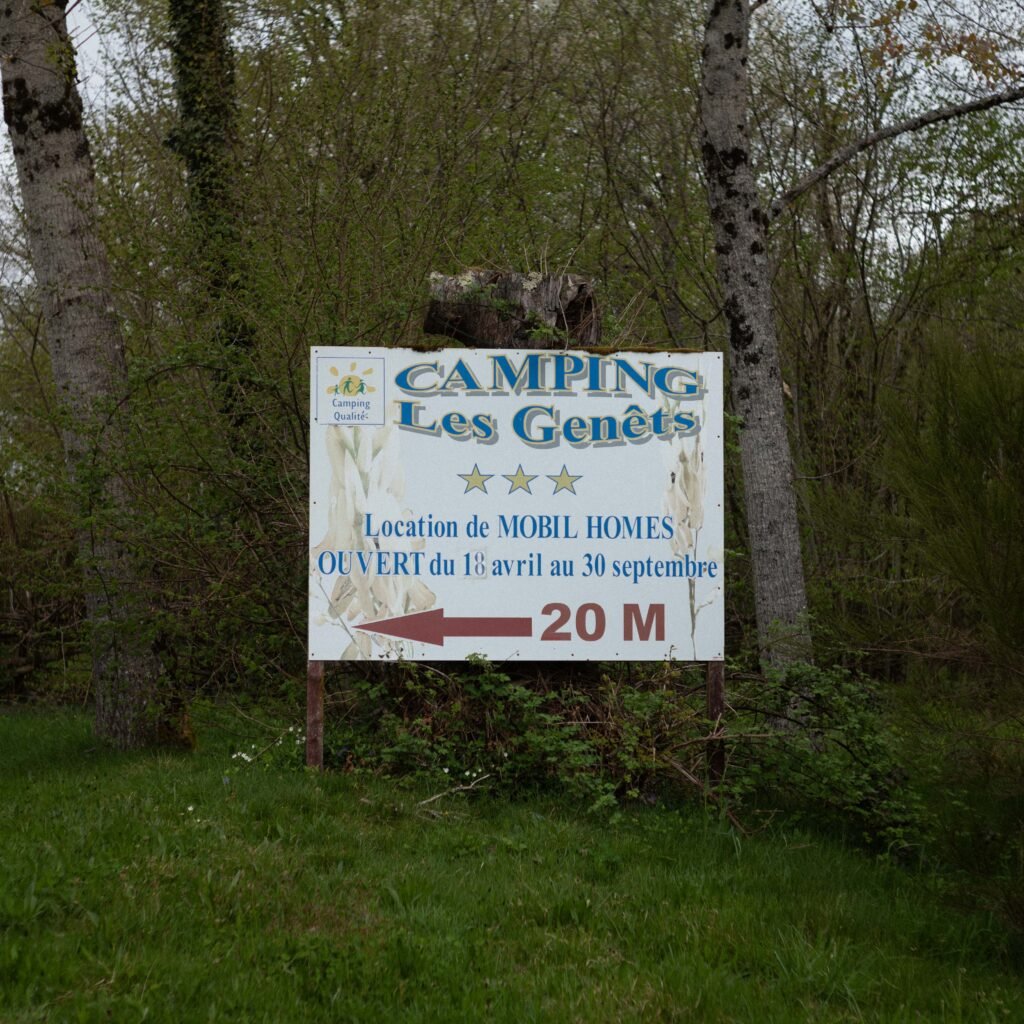 Camping
Qualité
CAMPING
Les Genêts
Location de MOBIL HOMES
OUVERT du 18 avril au 30 septembre
20 M